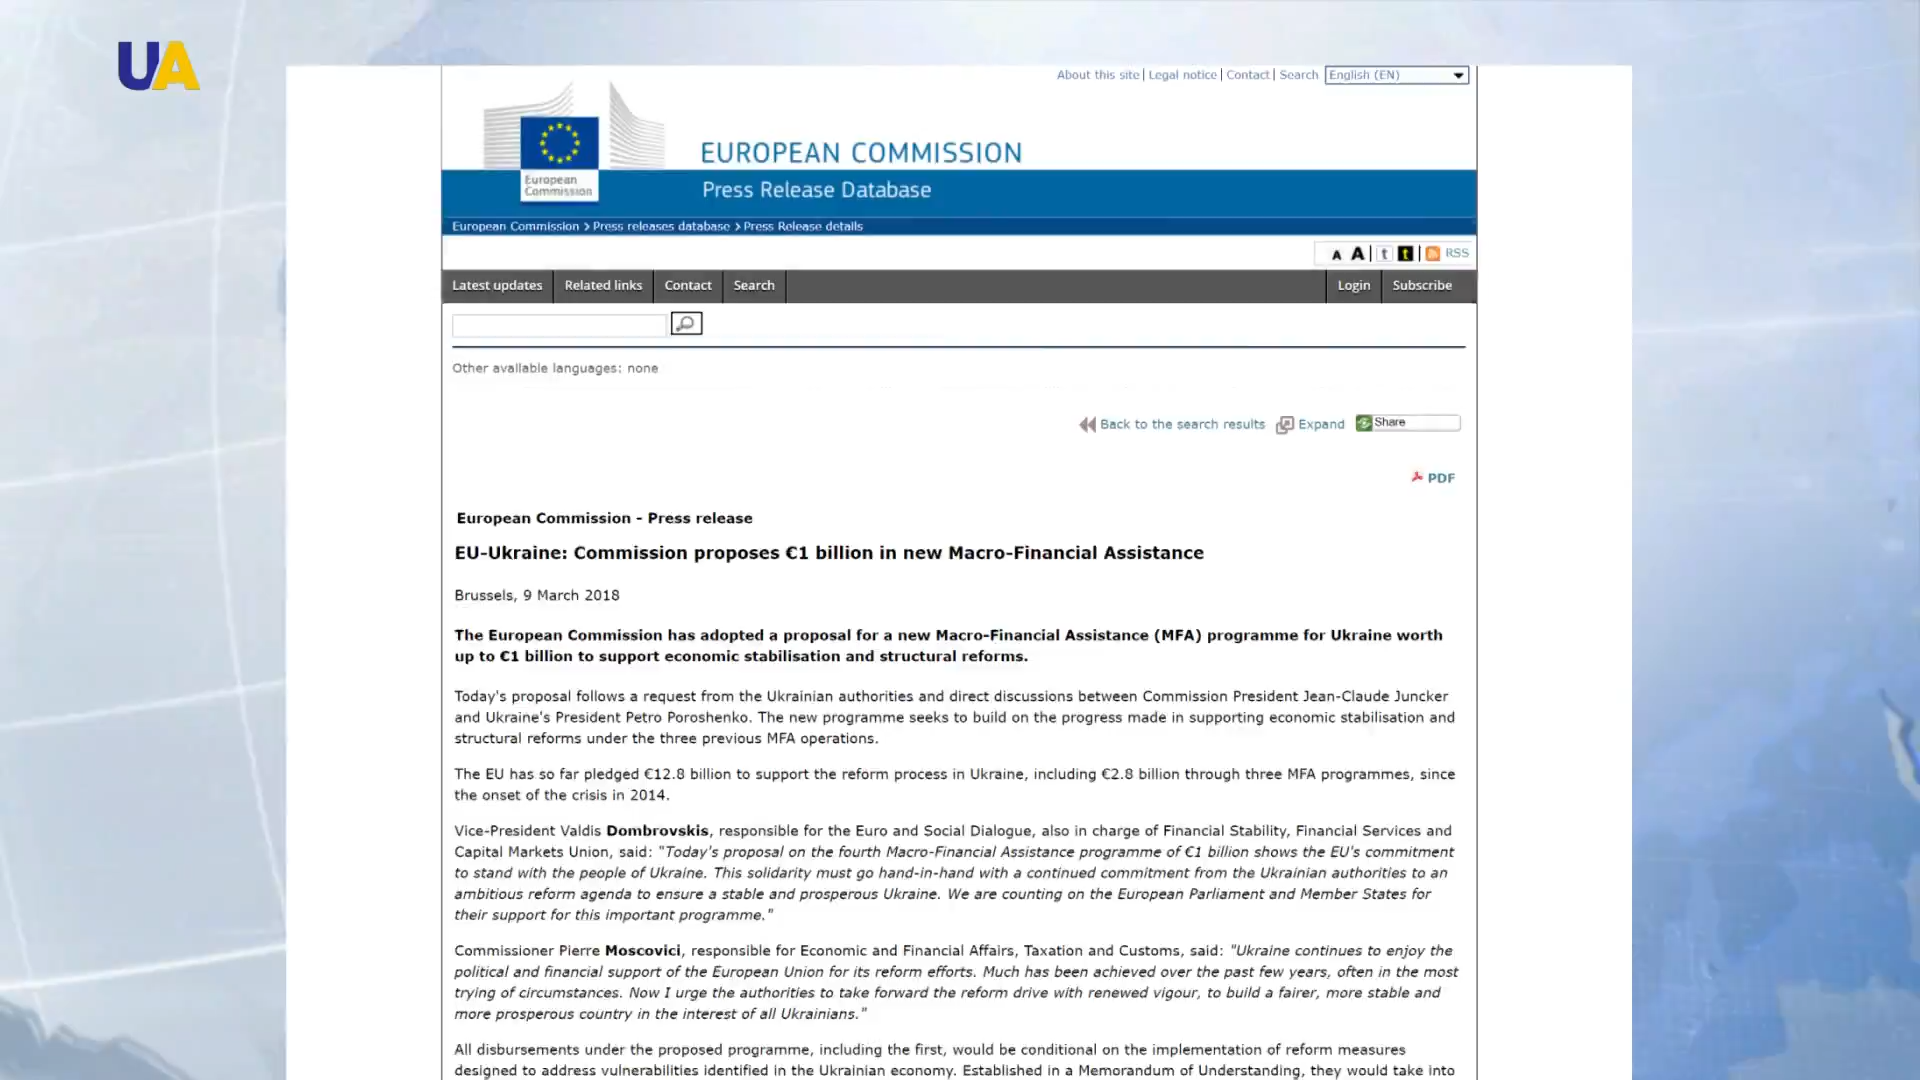 UA
About this site | Legal notice | Contact | Search English (EN)
European
Commission
EUROPEAN COMMISSION
Press Release Database
European Commission > Press releases database > Press Release details
A A | t t | RSS
Latest updates Related links Contact Search Login Subscribe
Other available languages: none
Back to the search results Expand Share
PDF
European Commission - Press release
EU-Ukraine: Commission proposes €1 billion in new Macro-Financial Assistance
Brussels, 9 March 2018
The European Commission has adopted a proposal for a new Macro-Financial Assistance (MFA) programme for Ukraine worth
up to €1 billion to support economic stabilisation and structural reforms.
Today's proposal follows a request from the Ukrainian authorities and direct discussions between Commission President Jean-Claude Juncker
and Ukraine's President Petro Poroshenko. The new programme seeks to build on the progress made in supporting economic stabilisation and
structural reforms under the three previous MFA operations.
The EU has so far pledged €12.8 billion to support the reform process in Ukraine, including €2.8 billion through three MFA programmes, since
the onset of the crisis in 2014.
Vice-President Valdis Dombrovskis, responsible for the Euro and Social Dialogue, also in charge of Financial Stability, Financial Services and
Capital Markets Union, said: "Today's proposal on the fourth Macro-Financial Assistance programme of €1 billion shows the EU's commitment
to stand with the people of Ukraine. This solidarity must go hand-in-hand with a continued commitment from the Ukrainian authorities to an
ambitious reform agenda to ensure a stable and prosperous Ukraine. We are counting on the European Parliament and Member States for
their support for this important programme."
Commissioner Pierre Moscovici, responsible for Economic and Financial Affairs, Taxation and Customs, said: "Ukraine continues to enjoy the
political and financial support of the European Union for its reform efforts. Much has been achieved over the past few years, often in the most
trying of circumstances. Now I urge the authorities to take forward the reform drive with renewed vigour, to build a fairer, more stable and
more prosperous country in the interest of all Ukrainians."
All disbursements under the proposed programme, including the first, would be conditional on the implementation of reform measures
designed to address vulnerabilities identified in the Ukrainian economy. Established in a Memorandum of Understanding, they would take into